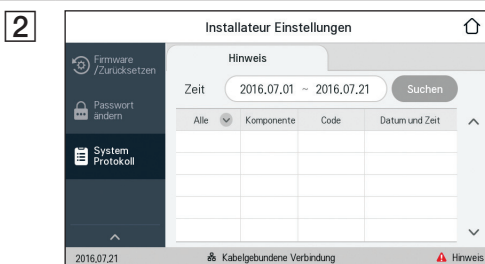 2
Installateur Einstellungen
Firmware
/Zurücksetzen
Passwort
ändern
System
Protokoll
Hinweis
Zeit 2016.07.01 ~ 2016.07.21 Suchen
Alle Komponente Code Datum und Zeit
2016.07.21 Kabelgebundene Verbindung Hinweis